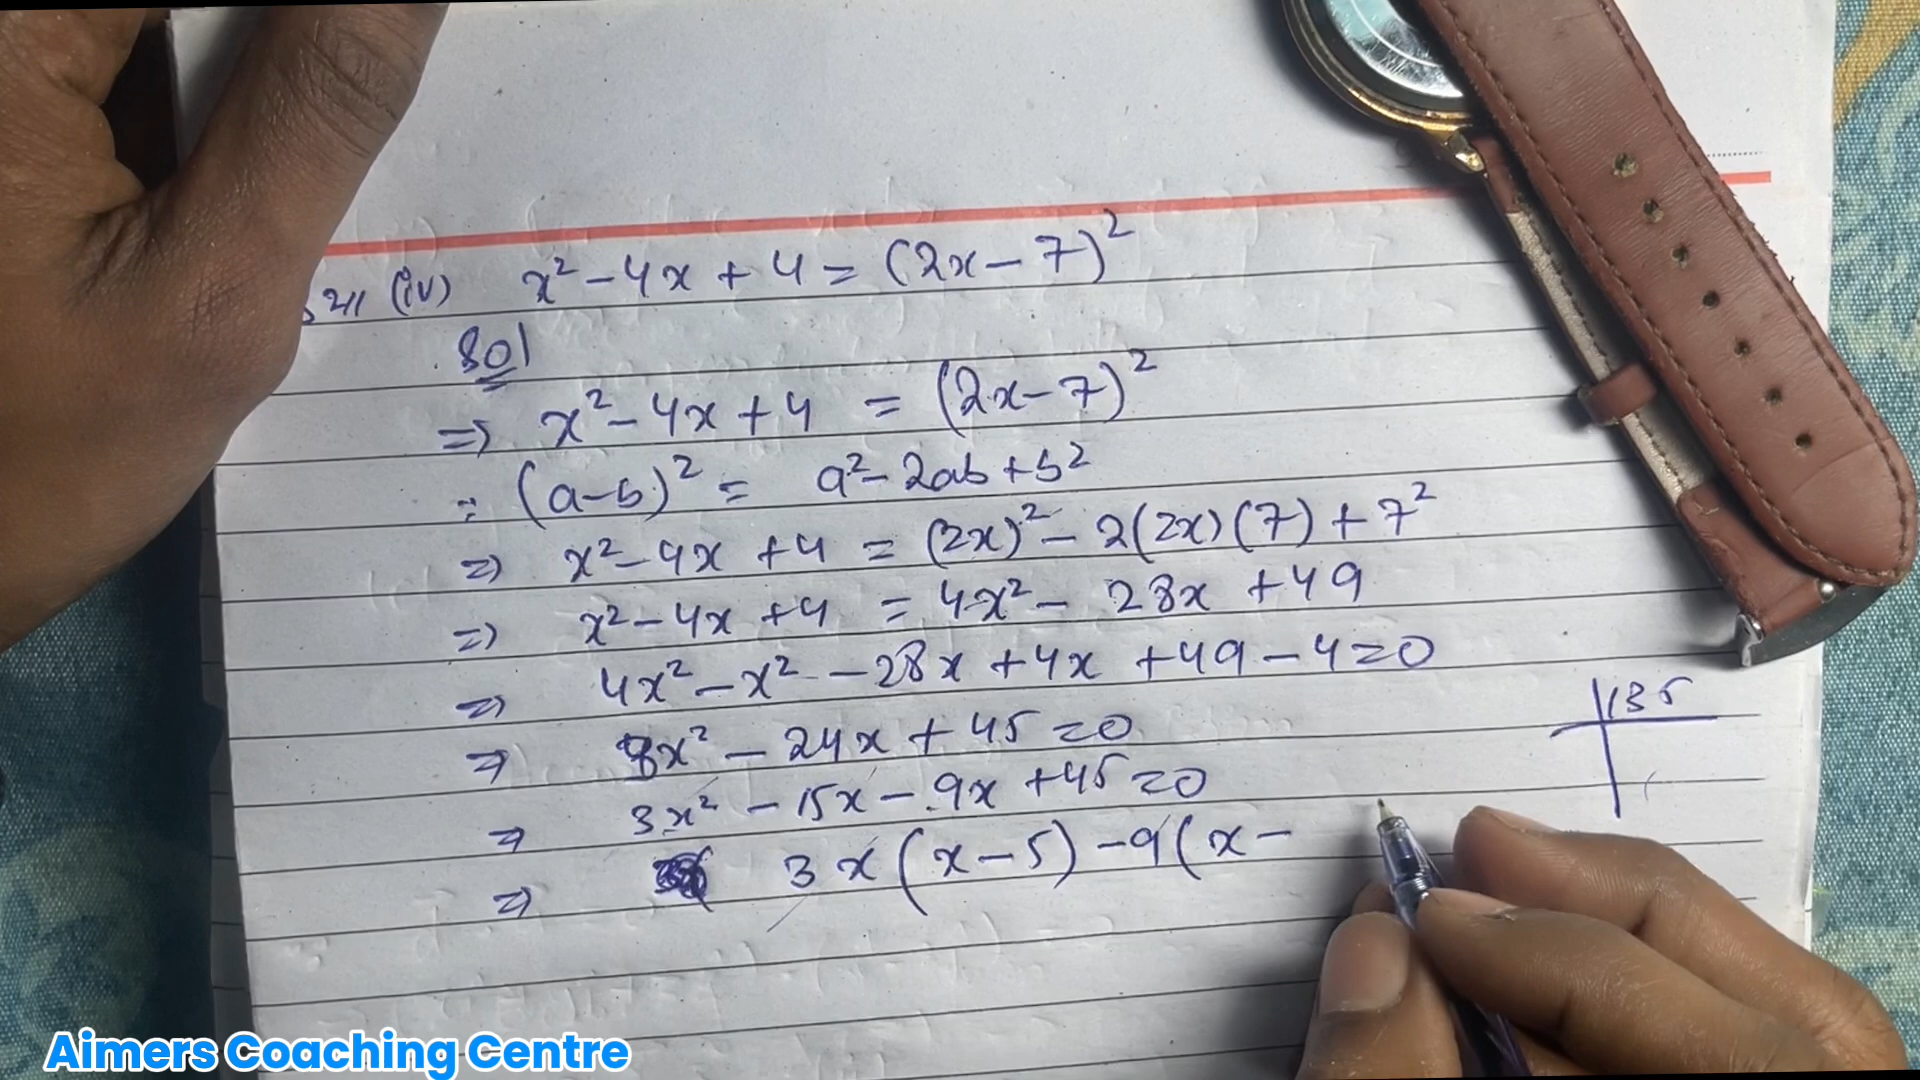 (iv) x² - 4x + 4 = (2x - 7)²
Sol
⇒ x² - 4x + 4 = (2x - 7)²
(a-b)² = a² - 2ab + b²
⇒ x² - 4x + 4 = (2x)² - 2(2x)(7) + 7²
⇒ x² - 4x + 4 = 4x² - 28x + 49
⇒ 4x² - x² - 28x + 4x + 49 - 4 = 0
135
⇒ 3x² - 24x + 45 = 0
⇒ 3x² - 15x - 9x + 45 = 0
⇒ 3x(x-5) - 9(x -
Aimers Coaching Centre